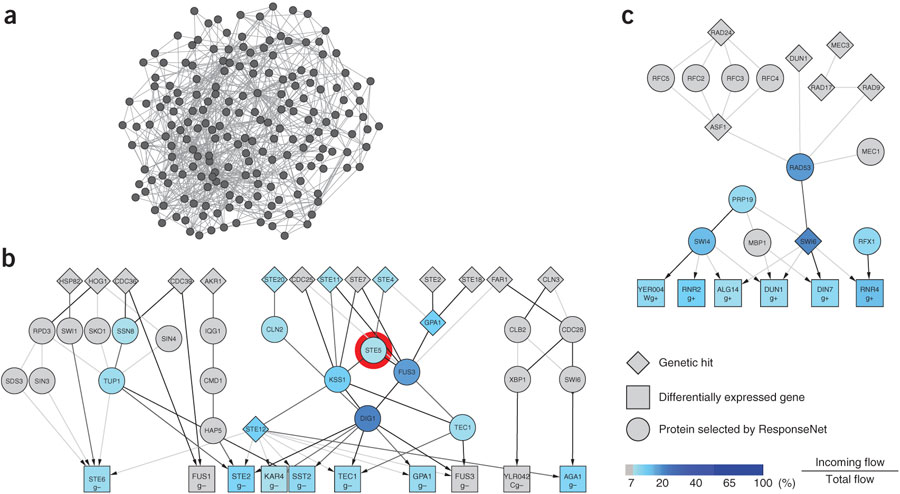 a
b
HSP82 HOG1 CDC36 CDC39 AKR1 STE20 CDC25 STE11 STE7 STE4 STE2 STE18 FAR1 CLN3
RPD3 SWI1 SKO1 SSN8 SIN4 IQG1 CLN2 GPA1 CLB2 CDC28
STE5
SDS3 SIN3 TUP1 CMD1 KSS1 FUS3 XBP1 SWI6
HAP5 STE12 DIG1 TEC1
STE6 FUS1 STE2 KAR4 SST2 TEC1 GPA1 FUS3 YLR042 AGA1
g– g– g– g– g– g– g– g– Cg– g–
c
RAD24 MEC3
DUN1
RFC5 RFC2 RFC3 RFC4 RAD17 RAD9
ASF1
MEC1
RAD53
PRP19
SWI4 MBP1 SWI6 RFX1
YER004 RNR2 ALG14 DUN1 DIN7 RNR4
Wg+ g+ g+ g+ g+ g+
Genetic hit
Differentially expressed gene
Protein selected by ResponseNet
7 20 40 65 100 (%)
Incoming flow
Total flow